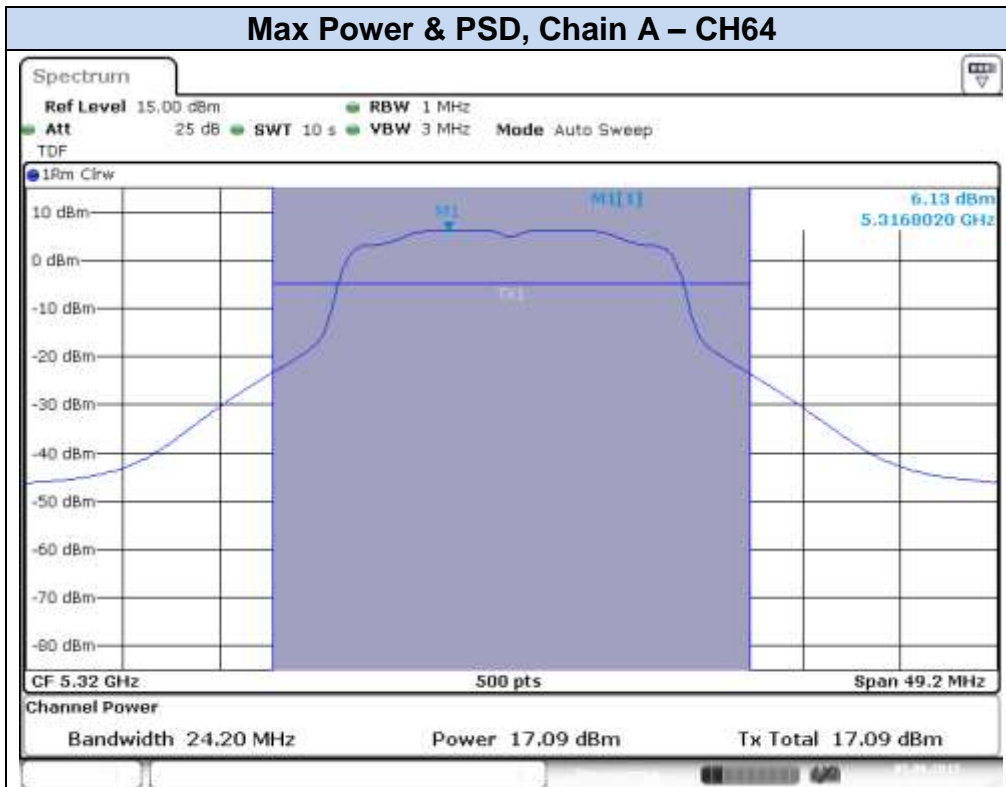 Max Power & PSD, Chain A – CH64
Spectrum
Ref Level 15.00 dBm RBW 1 MHz
Att 25 dB SWT 10 s VBW 3 MHz Mode Auto Sweep
TDF
1Rm Clrw
M1[1] 6.13 dBm
5.3168020 GHz
10 dBm
M1
0 dBm
Tx1
-10 dBm
-20 dBm
-30 dBm
-40 dBm
-50 dBm
-60 dBm
-70 dBm
-80 dBm
CF 5.32 GHz 500 pts Span 49.2 MHz
Channel Power
Bandwidth 24.20 MHz Power 17.09 dBm Tx Total 17.09 dBm